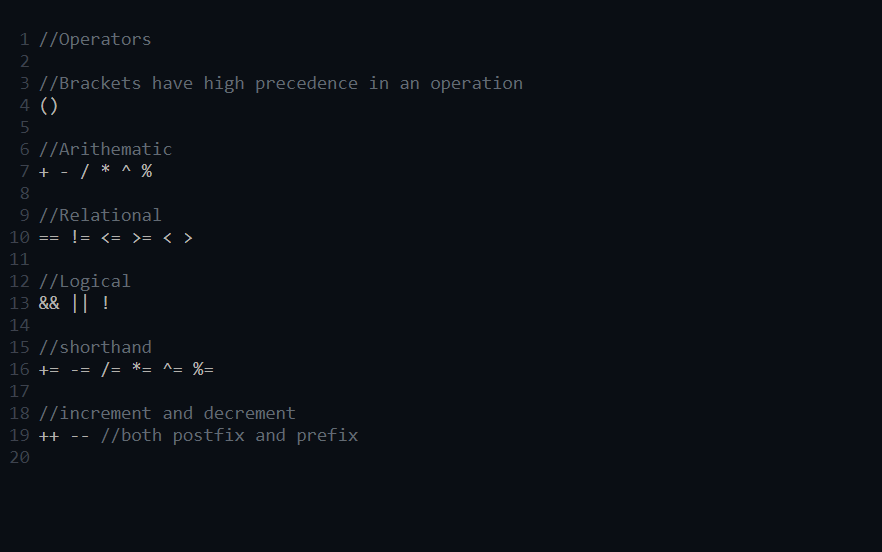 1 //Operators
2
3 //Brackets have high precedence in an operation
4 ()
5
6 //Arithematic
7 + - / * ^ %
8
9 //Relational
10 == != <= >= < >
11
12 //Logical
13 && || !
14
15 //shorthand
16 += -= /= *= ^= %=
17
18 //increment and decrement
19 ++ -- //both postfix and prefix
20